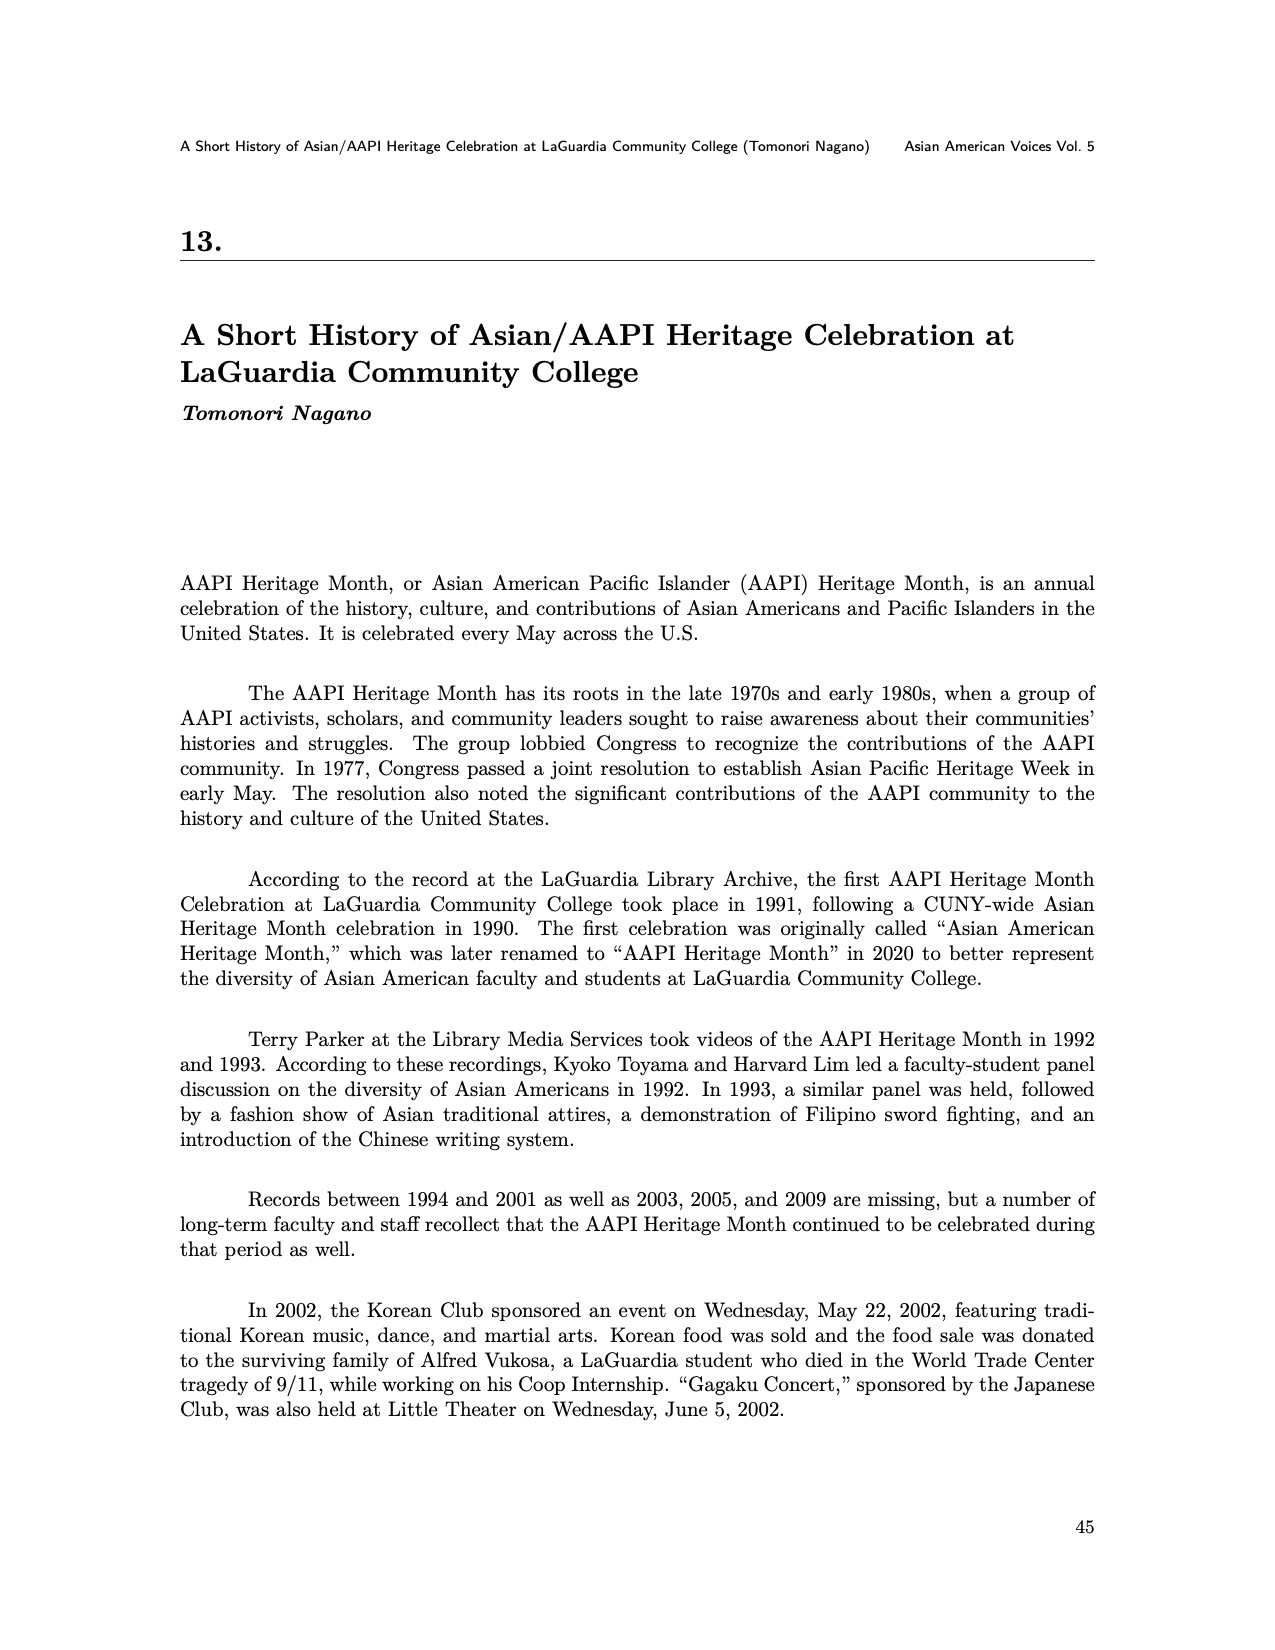 A Short History of Asian/AAPI Heritage Celebration at LaGuardia Community College (Tomonori Nagano) Asian American Voices Vol. 5
13.
A Short History of Asian/AAPI Heritage Celebration at
LaGuardia Community College
Tomonori Nagano
AAPI Heritage Month, or Asian American Pacific Islander (AAPI) Heritage Month, is an annual
celebration of the history, culture, and contributions of Asian Americans and Pacific Islanders in the
United States. It is celebrated every May across the U.S.
The AAPI Heritage Month has its roots in the late 1970s and early 1980s, when a group of
AAPI activists, scholars, and community leaders sought to raise awareness about their communities’
histories and struggles. The group lobbied Congress to recognize the contributions of the AAPI
community. In 1977, Congress passed a joint resolution to establish Asian Pacific Heritage Week in
early May. The resolution also noted the significant contributions of the AAPI community to the
history and culture of the United States.
According to the record at the LaGuardia Library Archive, the first AAPI Heritage Month
Celebration at LaGuardia Community College took place in 1991, following a CUNY-wide Asian
Heritage Month celebration in 1990. The first celebration was originally called “Asian American
Heritage Month,” which was later renamed to “AAPI Heritage Month” in 2020 to better represent
the diversity of Asian American faculty and students at LaGuardia Community College.
Terry Parker at the Library Media Services took videos of the AAPI Heritage Month in 1992
and 1993. According to these recordings, Kyoko Toyama and Harvard Lim led a faculty-student panel
discussion on the diversity of Asian Americans in 1992. In 1993, a similar panel was held, followed
by a fashion show of Asian traditional attires, a demonstration of Filipino sword fighting, and an
introduction of the Chinese writing system.
Records between 1994 and 2001 as well as 2003, 2005, and 2009 are missing, but a number of
long-term faculty and staff recollect that the AAPI Heritage Month continued to be celebrated during
that period as well.
In 2002, the Korean Club sponsored an event on Wednesday, May 22, 2002, featuring tradi-
tional Korean music, dance, and martial arts. Korean food was sold and the food sale was donated
to the surviving family of Alfred Vukosa, a LaGuardia student who died in the World Trade Center
tragedy of 9/11, while working on his Coop Internship. “Gagaku Concert,” sponsored by the Japanese
Club, was also held at Little Theater on Wednesday, June 5, 2002.
45